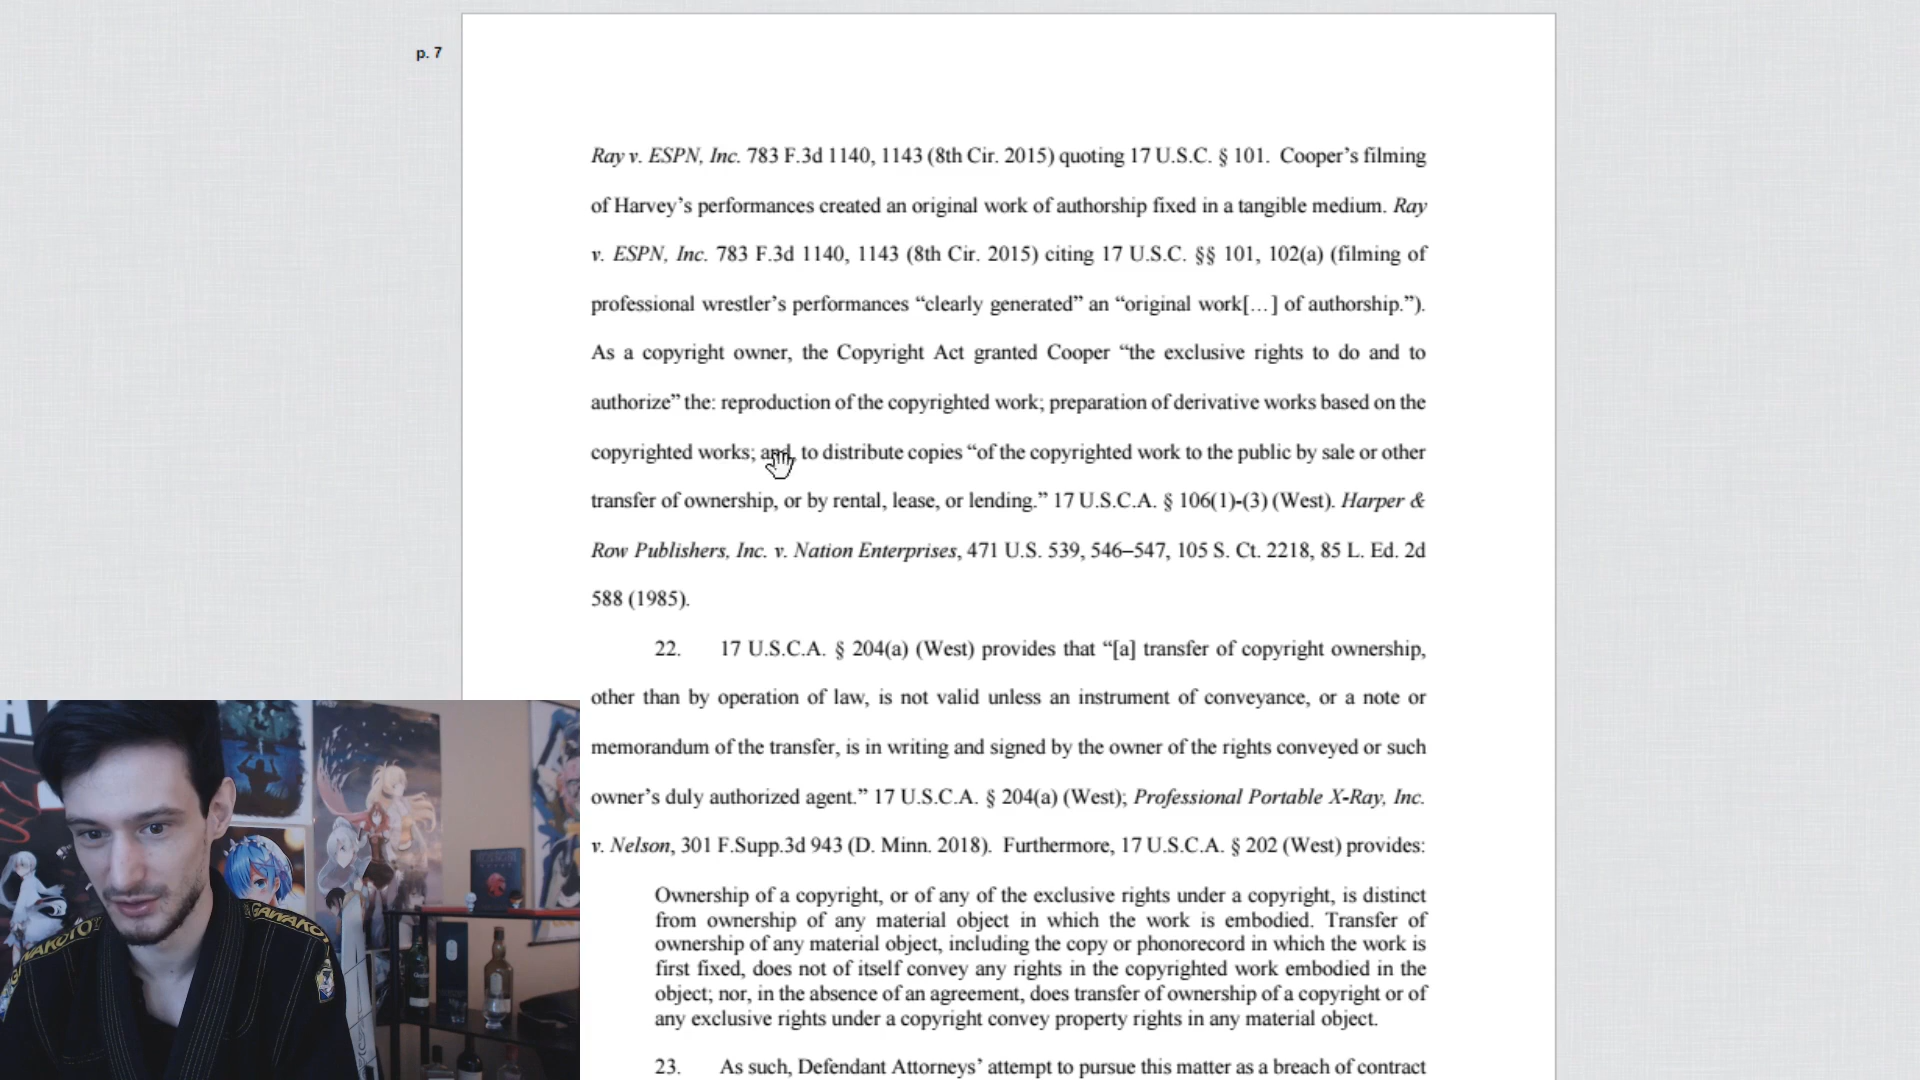 p. 7
Ray v. ESPN, Inc. 783 F.3d 1140, 1143 (8th Cir. 2015) quoting 17 U.S.C. § 101. Cooper’s filming
of Harvey’s performances created an original work of authorship fixed in a tangible medium. Ray
v. ESPN, Inc. 783 F.3d 1140, 1143 (8th Cir. 2015) citing 17 U.S.C. §§ 101, 102(a) (filming of
professional wrestler’s performances “clearly generated” an “original work[…] of authorship.”).
As a copyright owner, the Copyright Act granted Cooper “the exclusive rights to do and to
authorize” the: reproduction of the copyrighted work; preparation of derivative works based on the
copyrighted works; and, to distribute copies “of the copyrighted work to the public by sale or other
transfer of ownership, or by rental, lease, or lending.” 17 U.S.C.A. § 106(1)-(3) (West). Harper &
Row Publishers, Inc. v. Nation Enterprises, 471 U.S. 539, 546–547, 105 S. Ct. 2218, 85 L. Ed. 2d
588 (1985).
22. 17 U.S.C.A. § 204(a) (West) provides that “[a] transfer of copyright ownership,
other than by operation of law, is not valid unless an instrument of conveyance, or a note or
memorandum of the transfer, is in writing and signed by the owner of the rights conveyed or such
owner’s duly authorized agent.” 17 U.S.C.A. § 204(a) (West); Professional Portable X-Ray, Inc.
v. Nelson, 301 F.Supp.3d 943 (D. Minn. 2018). Furthermore, 17 U.S.C.A. § 202 (West) provides:
Ownership of a copyright, or of any of the exclusive rights under a copyright, is distinct
from ownership of any material object in which the work is embodied. Transfer of
ownership of any material object, including the copy or phonorecord in which the work is
first fixed, does not of itself convey any rights in the copyrighted work embodied in the
object; nor, in the absence of an agreement, does transfer of ownership of a copyright or of
any exclusive rights under a copyright convey property rights in any material object.
23. As such, Defendant Attorneys’ attempt to pursue this matter as a breach of contract